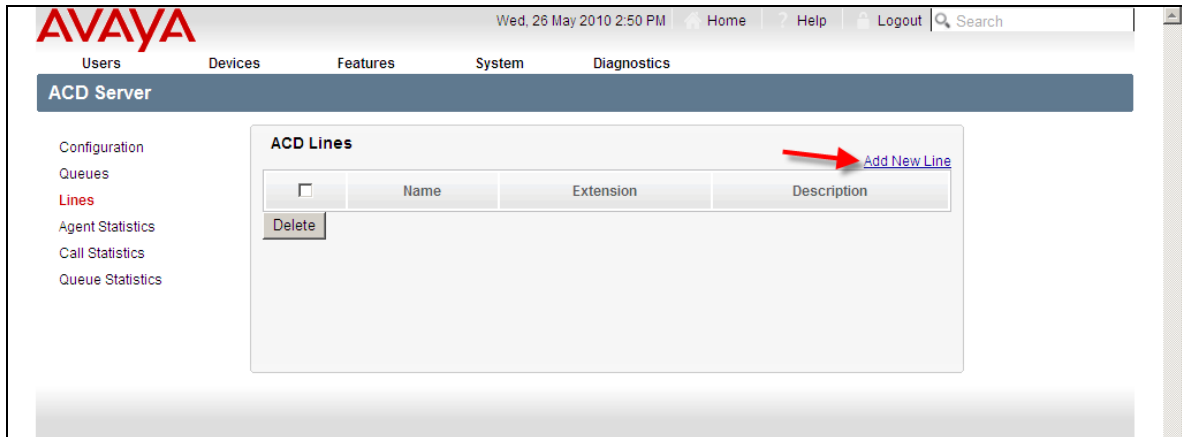 AVAYA
Wed, 26 May 2010 2:50 PM Home ? Help Logout Search
Users Devices Features System Diagnostics
ACD Server
Configuration
Queues
Lines
Agent Statistics
Call Statistics
Queue Statistics
ACD Lines
Add New Line
Name Extension Description
Delete